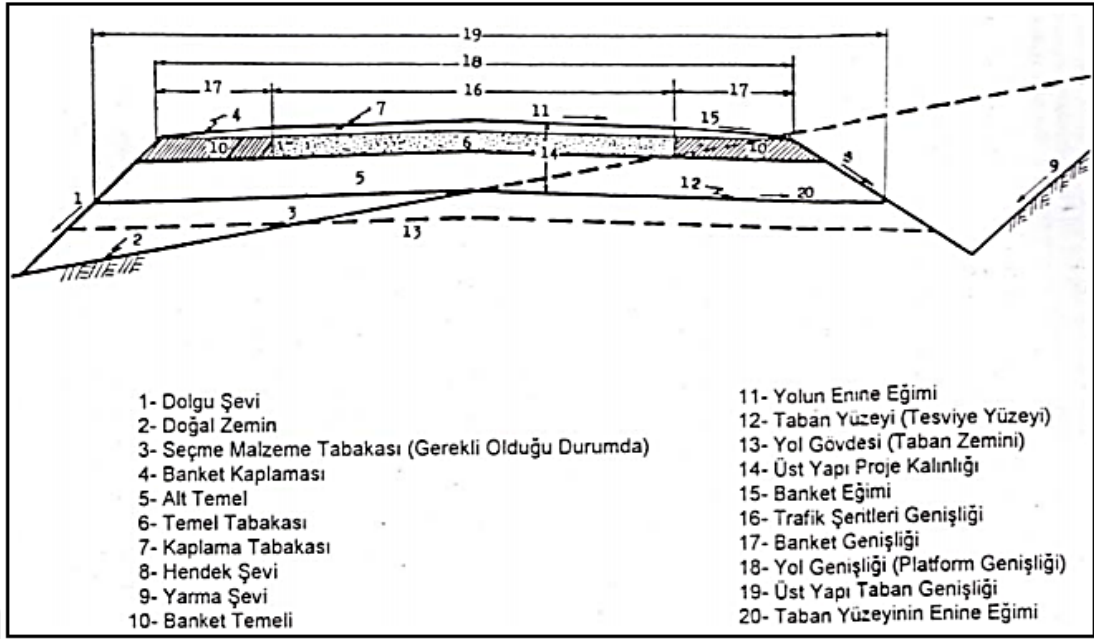 19
18
17
16
17
4
7
11
15
10
6
14
10
1
5
8
9
12
20
3
2
13
1- Dolgu Şevi
2- Doğal Zemin
3- Seçme Malzeme Tabakası (Gerekli Olduğu Durumda)
4- Banket Kaplaması
5- Alt Temel
6- Temel Tabakası
7- Kaplama Tabakası
8- Hendek Şevi
9- Yarma Şevi
10- Banket Temeli
11- Yolun Enine Eğimi
12- Taban Yüzeyi (Tesviye Yüzeyi)
13- Yol Gövdesi (Taban Zemini)
14- Üst Yapı Proje Kalınlığı
15- Banket Eğimi
16- Trafik Şeritleri Genişliği
17- Banket Genişliği
18- Yol Genişliği (Platform Genişliği)
19- Üst Yapı Taban Genişliği
20- Taban Yüzeyinin Enine Eğimi